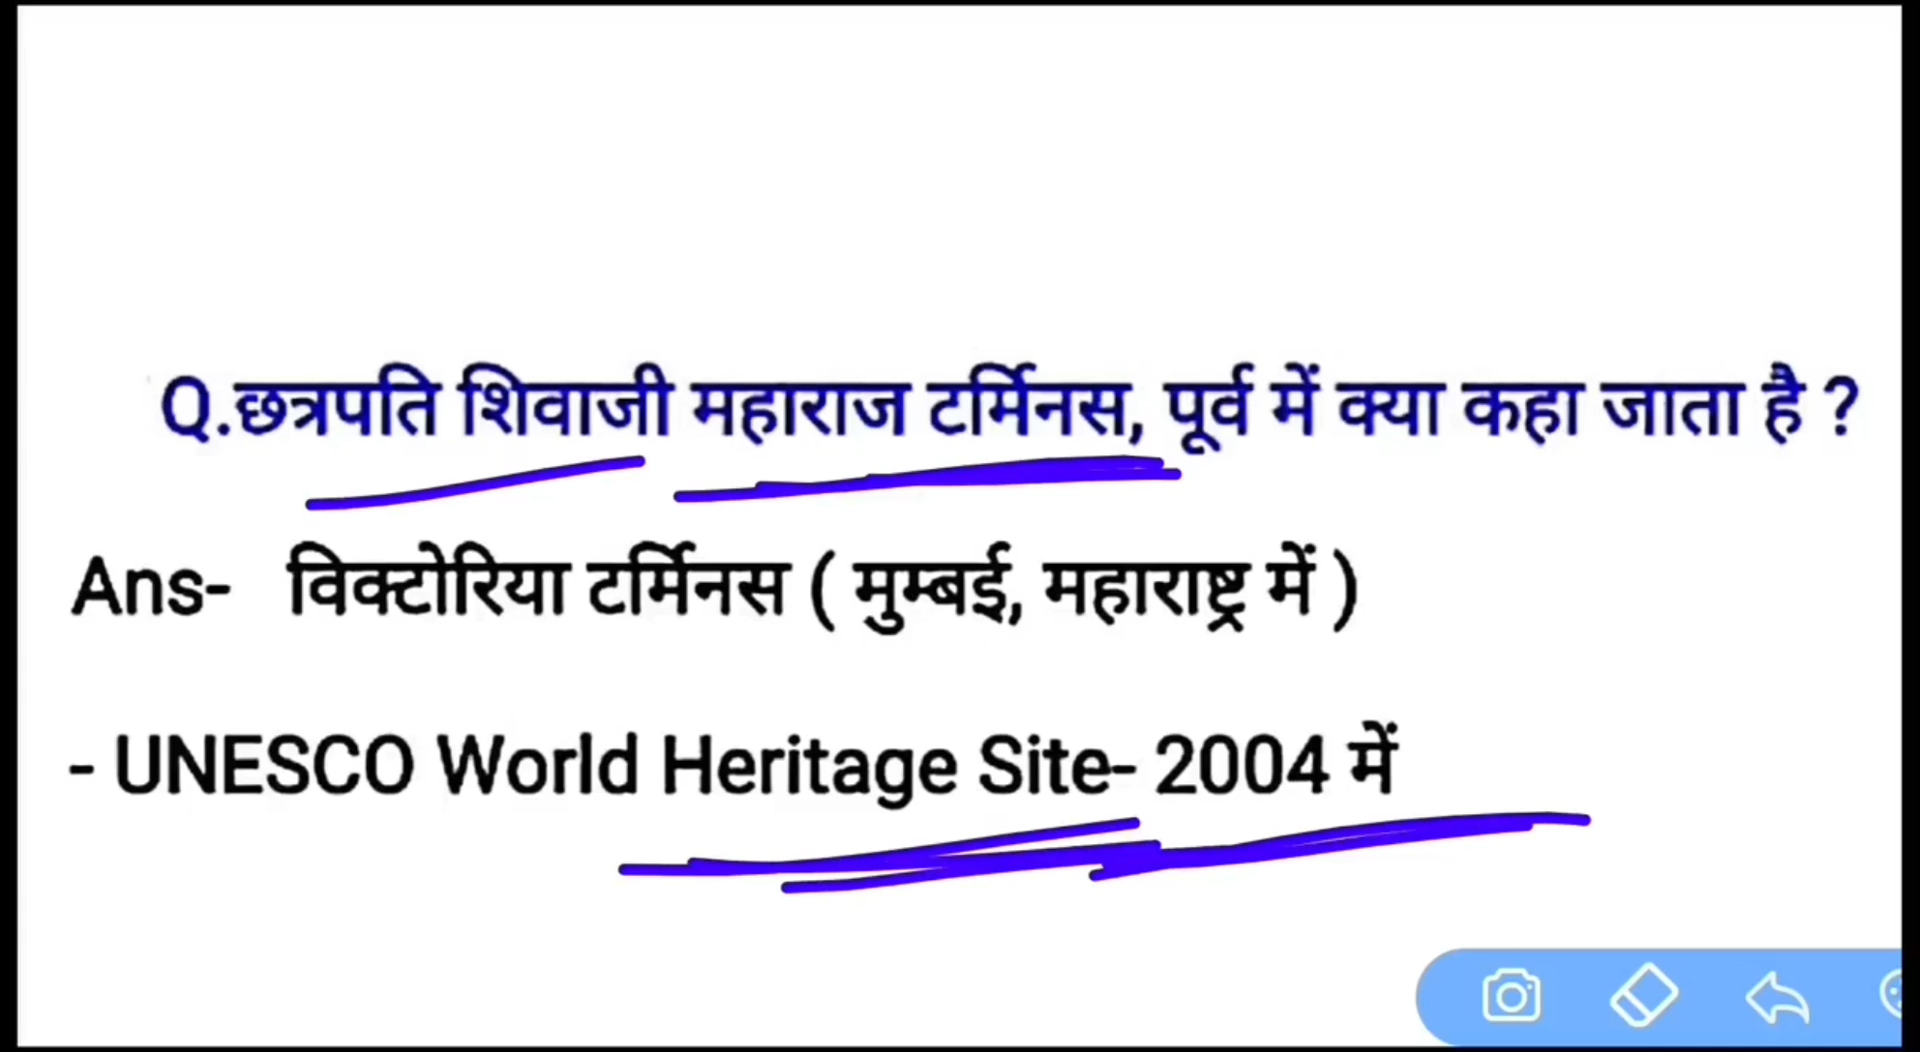 Q.छत्रपति शिवाजी महाराज टर्मिनस, पूर्व में क्या कहा जाता है ?
Ans- विक्टोरिया टर्मिनस ( मुम्बई, महाराष्ट्र में )
- UNESCO World Heritage Site- 2004 में